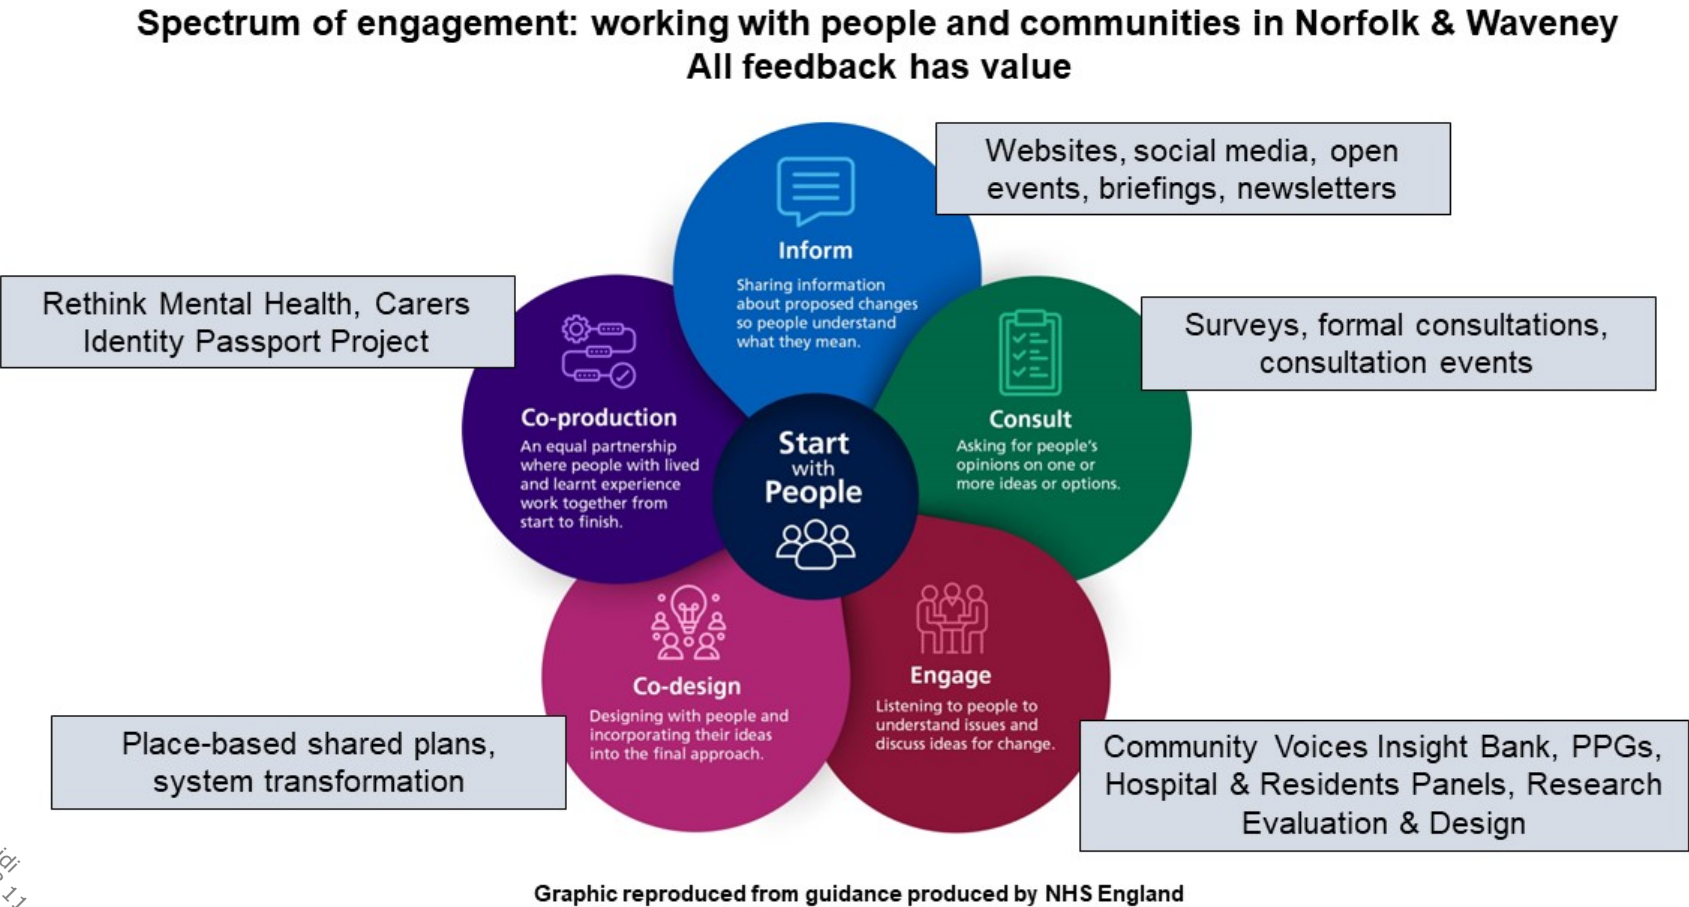 Spectrum of engagement: working with people and communities in Norfolk & Waveney
All feedback has value
Inform
Sharing information
about proposed changes
so people understand
what they mean.
Websites, social media, open
events, briefings, newsletters
Consult
Asking for people's
opinions on one or
more ideas or options.
Surveys, formal consultations,
consultation events
Engage
Listening to people to
understand issues and
discuss ideas for change.
Community Voices Insight Bank, PPGs,
Hospital & Residents Panels, Research
Evaluation & Design
Co-design
Designing with people and
incorporating their ideas
into the final approach.
Place-based shared plans,
system transformation
Co-production
An equal partnership
where people with lived
and learnt experience
work together from
start to finish.
Rethink Mental Health, Carers
Identity Passport Project
Start
with
People
Graphic reproduced from guidance produced by NHS England